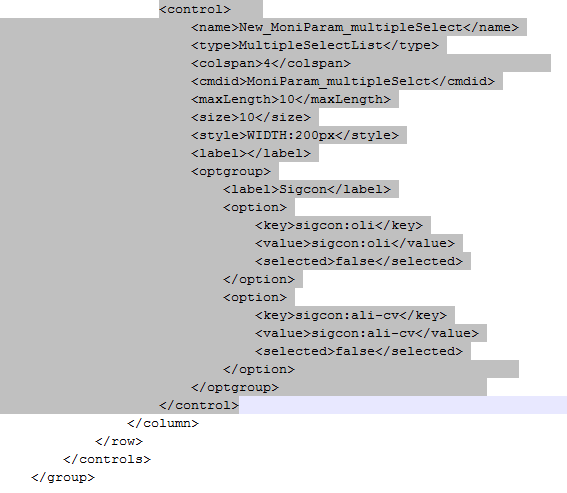 <control>
<name>New_MoniParam_multipleSelect</name>
<type>MultipleSelectList</type>
<colspan>4</colspan>
<cmdid>MoniParam_multipleSelct</cmdid>
<maxLength>10</maxLength>
<size>10</size>
<style>WIDTH:200px</style>
<label></label>
<optgroup>
<label>Sigcon</label>
<option>
<key>sigcon:oli</key>
<value>sigcon:oli</value>
<selected>false</selected>
</option>
<option>
<key>sigcon:ali-cv</key>
<value>sigcon:ali-cv</value>
<selected>false</selected>
</option>
</optgroup>
</control>
</column>
</row>
</controls>
</group>